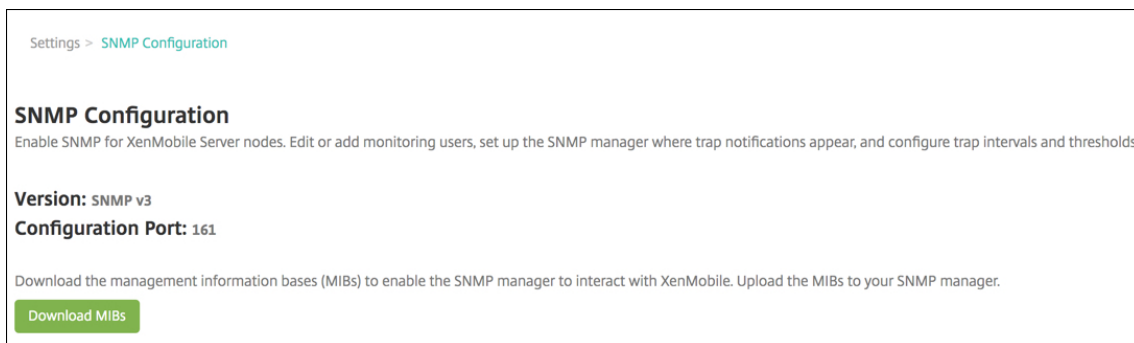 Settings > SNMP Configuration
SNMP Configuration
Enable SNMP for XenMobile Server nodes. Edit or add monitoring users, set up the SNMP manager where trap notifications appear, and configure trap intervals and thresholds
Version: SNMP v3
Configuration Port: 161
Download the management information bases (MIBs) to enable the SNMP manager to interact with XenMobile. Upload the MIBs to your SNMP manager.
Download MIBs